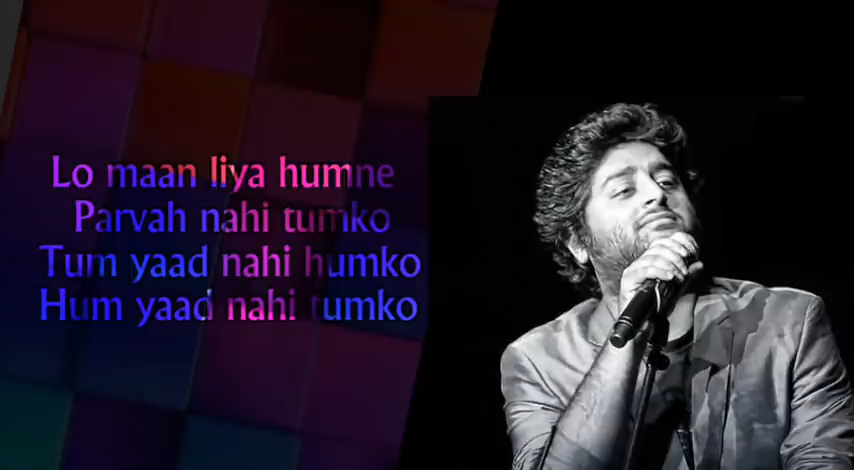 Lo maan liya humne
Parvah nahi tumko
Tum yaad nahi humko
Hum yaad nahi tumko